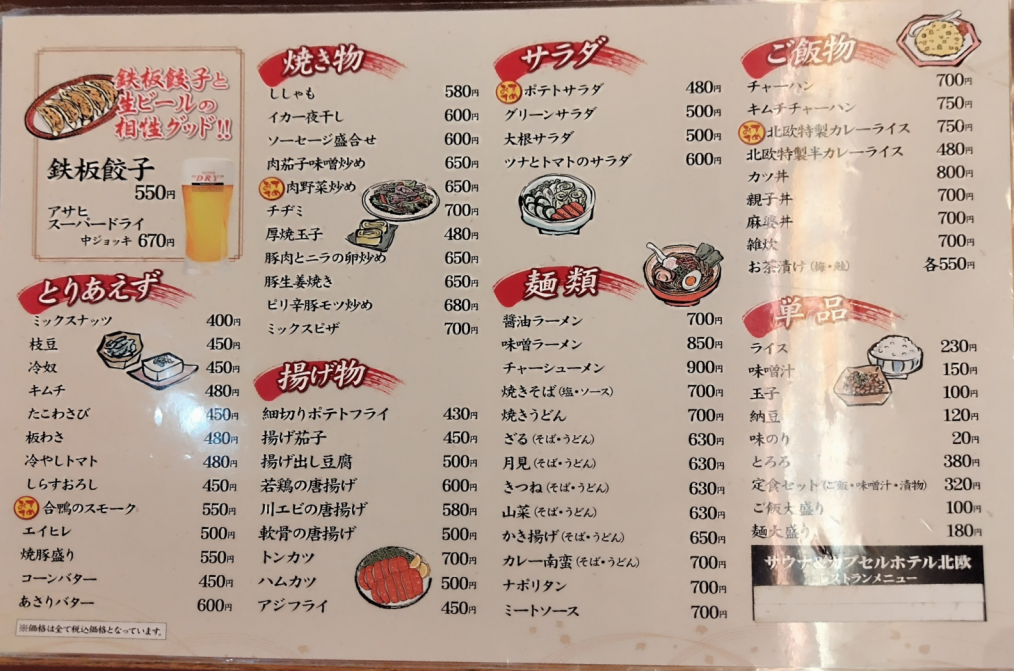 鉄板餃子と
生ビールの
相性グッド!!
鉄板餃子
550円
アサヒ
スーパードライ
中ジョッキ 670円
DRY
とりあえず
ミックスナッツ 400円
枝豆 450円
冷奴 450円
キムチ 480円
たこわさび 450円
板わさ 480円
冷やしトマト 480円
しらすおろし 450円
おすすめ 合鴨のスモーク 550円
エイヒレ 500円
焼豚盛り 550円
コーンバター 450円
あさりバター 600円
※価格は全て税込価格となっています。
焼き物
ししゃも 580円
イカ一夜干し 600円
ソーセージ盛合せ 600円
肉茄子味噌炒め 650円
おすすめ 肉野菜炒め 650円
チヂミ 700円
厚焼玉子 480円
豚肉とニラの卵炒め 650円
豚生姜焼き 650円
ピリ辛豚モツ炒め 680円
ミックスピザ 700円
揚げ物
細切りポテトフライ 430円
揚げ茄子 450円
揚げ出し豆腐 500円
若鶏の唐揚げ 600円
川エビの唐揚げ 580円
軟骨の唐揚げ 500円
トンカツ 700円
ハムカツ 500円
アジフライ 450円
サラダ
おすすめ ポテトサラダ 480円
グリーンサラダ 500円
大根サラダ 500円
ツナとトマトのサラダ 600円
麺類
醤油ラーメン 700円
味噌ラーメン 850円
チャーシューメン 900円
焼きそば(塩・ソース) 700円
焼きうどん 700円
ざる(そば・うどん) 630円
月見(そば・うどん) 630円
きつね(そば・うどん) 630円
山菜(そば・うどん) 630円
かき揚げ(そば・うどん) 650円
カレー南蛮(そば・うどん) 700円
ナポリタン 700円
ミートソース 700円
ご飯物
チャーハン 700円
キムチチャーハン 750円
おすすめ 北欧特製カレーライス 750円
北欧特製半カレーライス 480円
カツ丼 800円
親子丼 700円
麻婆丼 700円
雑炊 700円
お茶漬け(梅・鮭) 各550円
単品
ライス 230円
味噌汁 150円
玉子 100円
納豆 120円
味のり 20円
とろろ 380円
定食セット(ご飯・味噌汁・漬物) 320円
ご飯大盛り 100円
麺大盛り 180円
サウナ&カプセルホテル北欧
レストランメニュー